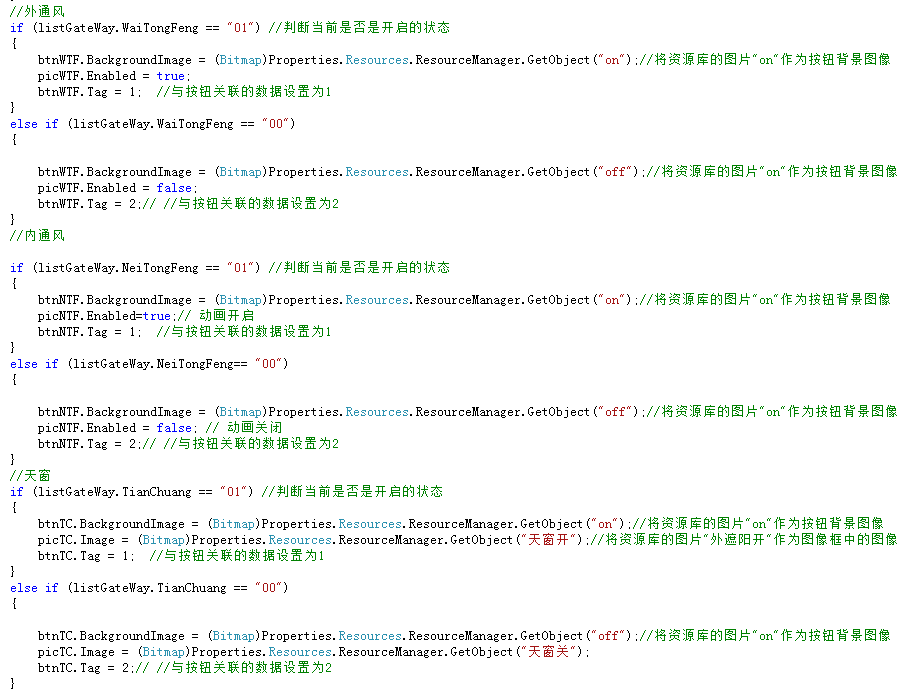 //外通风
if (listGateWay.WaiTongFeng == "01") //判断当前是否是开启的状态
{
    btnWTF.BackgroundImage = (Bitmap)Properties.Resources.ResourceManager.GetObject("on");//将资源库的图片"on"作为按钮背景图像
    picWTF.Enabled = true;
    btnWTF.Tag = 1;  //与按钮关联的数据设置为1
}
else if (listGateWay.WaiTongFeng == "00")
{
    btnWTF.BackgroundImage = (Bitmap)Properties.Resources.ResourceManager.GetObject("off");//将资源库的图片"on"作为按钮背景图像
    picWTF.Enabled = false;
    btnWTF.Tag = 2;// //与按钮关联的数据设置为2
}
//内通风
if (listGateWay.NeiTongFeng == "01") //判断当前是否是开启的状态
{
    btnNTF.BackgroundImage = (Bitmap)Properties.Resources.ResourceManager.GetObject("on");//将资源库的图片"on"作为按钮背景图像
    picNTF.Enabled=true;// 动画开启
    btnNTF.Tag = 1;  //与按钮关联的数据设置为1
}
else if (listGateWay.NeiTongFeng== "00")
{
    btnNTF.BackgroundImage = (Bitmap)Properties.Resources.ResourceManager.GetObject("off");//将资源库的图片"on"作为按钮背景图像
    picNTF.Enabled = false; // 动画关闭
    btnNTF.Tag = 2;// //与按钮关联的数据设置为2
}
//天窗
if (listGateWay.TianChuang == "01") //判断当前是否是开启的状态
{
    btnTC.BackgroundImage = (Bitmap)Properties.Resources.ResourceManager.GetObject("on");//将资源库的图片"on"作为按钮背景图像
    picTC.Image = (Bitmap)Properties.Resources.ResourceManager.GetObject("天窗开");//将资源库的图片"外遮阳开"作为图像框中的图像
    btnTC.Tag = 1;  //与按钮关联的数据设置为1
}
else if (listGateWay.TianChuang == "00")
{
    btnTC.BackgroundImage = (Bitmap)Properties.Resources.ResourceManager.GetObject("off");//将资源库的图片"on"作为按钮背景图像
    picTC.Image = (Bitmap)Properties.Resources.ResourceManager.GetObject("天窗关");
    btnTC.Tag = 2;// //与按钮关联的数据设置为2
}